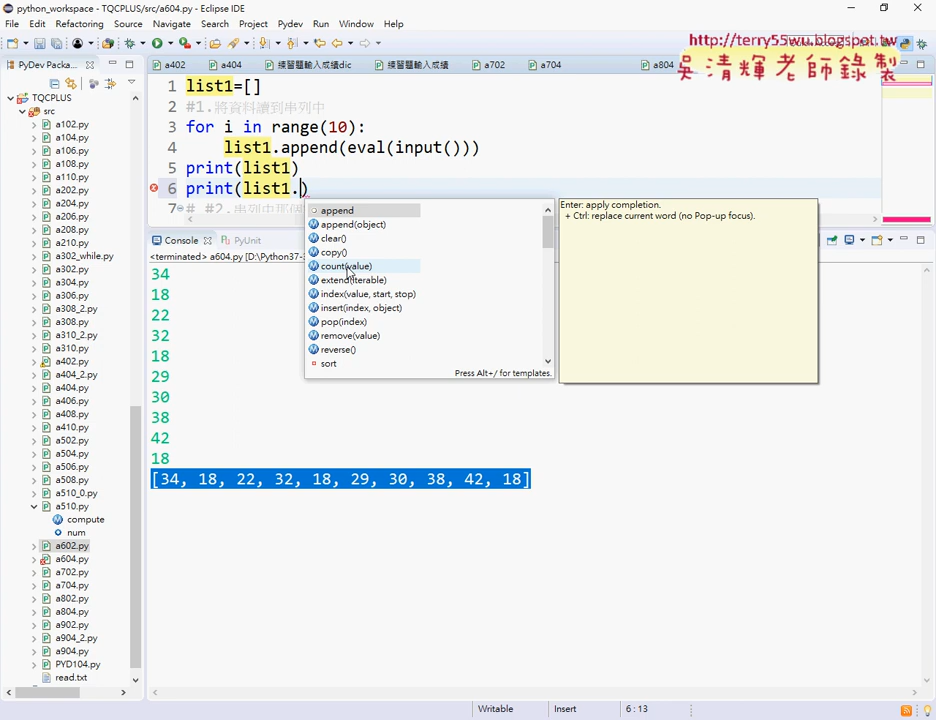 python_workspace - TQCPLUS/src/a604.py - Eclipse IDE
File Edit Refactoring Source Navigate Search Project Pydev Run Window Help
http://terry55wu.blogspot.tw
吳清輝老師錄製
PyDev Packa...
a402
a404
練習題輸入成績dic
練習題輸入成績
a702
a704
a804
TQCPLUS
src
a102.py
a104.py
a106.py
a108.py
a110.py
a202.py
a204.py
a206.py
a208.py
a210.py
a302_while.py
a302.py
a304.py
a306.py
a308_2.py
a308.py
a310_2.py
a310.py
a402.py
a404_2.py
a404.py
a406.py
a408.py
a410.py
a502.py
a504.py
a506.py
a508.py
a510_0.py
a510.py
compute
num
a602.py
a604.py
a702.py
a704.py
a802.py
a804.py
a902.py
a904_2.py
a904.py
PYD104.py
read.txt
1 list1=[]
2 #1.將資料讀到串列中
3 for i in range(10):
4 list1.append(eval(input()))
5 print(list1)
6 print(list1.)
7 # #2.串列中那個
append
append(object)
clear()
copy()
count(value)
extend(iterable)
index(value, start, stop)
insert(index, object)
pop(index)
remove(value)
reverse()
sort
Press Alt+/ for templates.
Enter: apply completion.
+ Ctrl: replace current word (no Pop-up focus).
Console PyUnit
<terminated> a604.py [D:\Python37-3
34
18
22
32
18
29
30
38
42
18
[34, 18, 22, 32, 18, 29, 30, 38, 42, 18]
Writable Insert 6 : 13